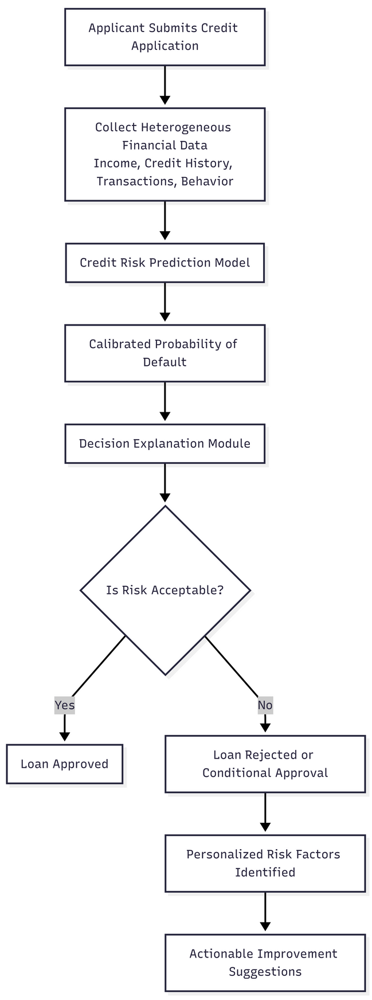 Applicant Submits Credit
Application
Collect Heterogeneous
Financial Data
Income, Credit History,
Transactions, Behavior
Credit Risk Prediction Model
Calibrated Probability of
Default
Decision Explanation Module
Is Risk Acceptable?
Yes
No
Loan Approved
Loan Rejected or
Conditional Approval
Personalized Risk Factors
Identified
Actionable Improvement
Suggestions